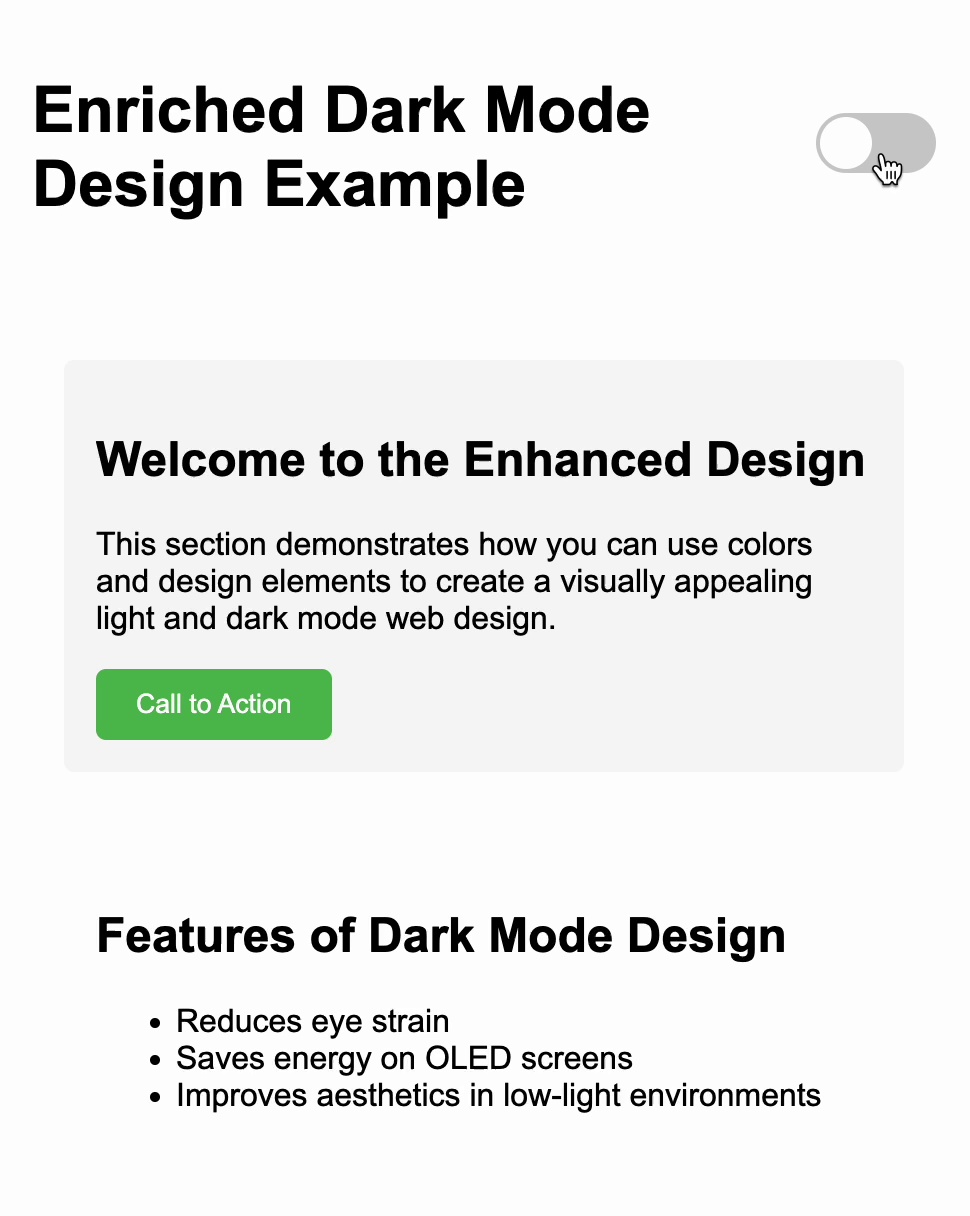 Enriched Dark Mode
Design Example
Welcome to the Enhanced Design
This section demonstrates how you can use colors
and design elements to create a visually appealing
light and dark mode web design.
Call to Action
Features of Dark Mode Design
• Reduces eye strain
• Saves energy on OLED screens
• Improves aesthetics in low-light environments